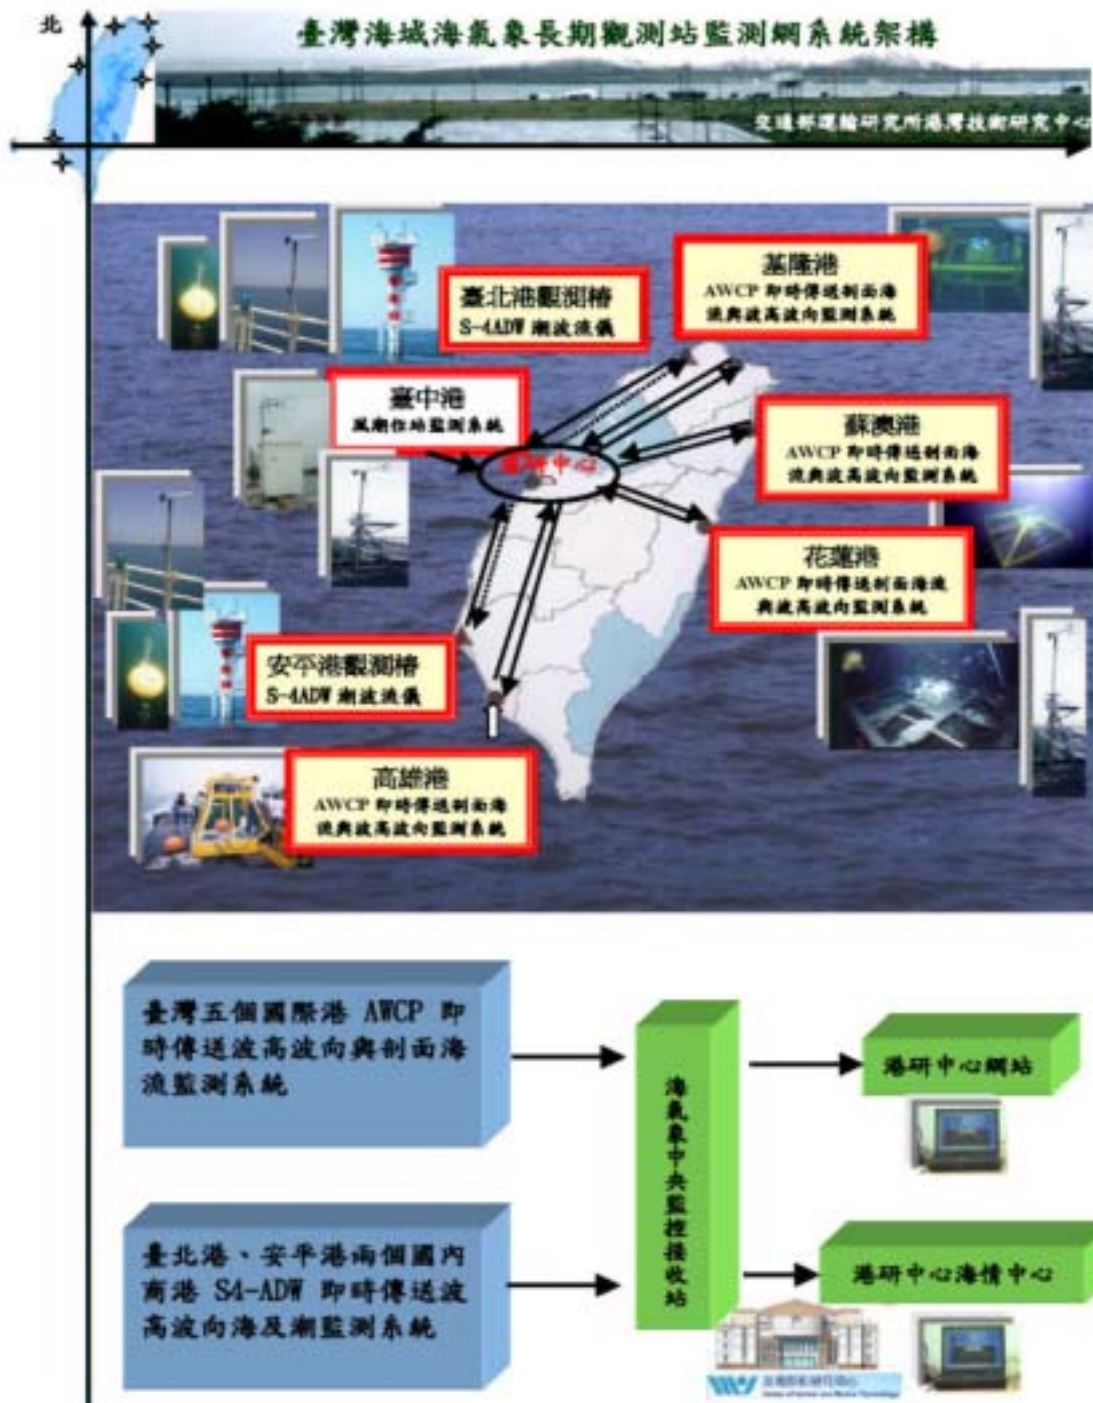 北
臺灣海域海氣象長期觀測站監測網系統架構
交通部運輸研究所港灣技術研究中心
基隆港
AWCP 即時傳送剖面海
流與波高波向監測系統
臺北港觀測樁
S-4ADW 潮波流儀
臺中港
風潮位站監測系統
蘇澳港
AWCP 即時傳送剖面海
流與波高波向監測系統
港研中心
花蓮港
AWCP 即時傳送剖面海流
與波高波向監測系統
安平港觀測樁
S-4ADW 潮波流儀
高雄港
AWCP 即時傳送剖面海
流與波高波向監測系統
臺灣五個國際港 AWCP 即
時傳送波高波向與剖面海
流監測系統
海氣象中央監控接收站
港研中心網站
臺北港、安平港兩個國內
商港 S4-ADW 即時傳送波
高波向海及潮監測系統
港研中心海情中心